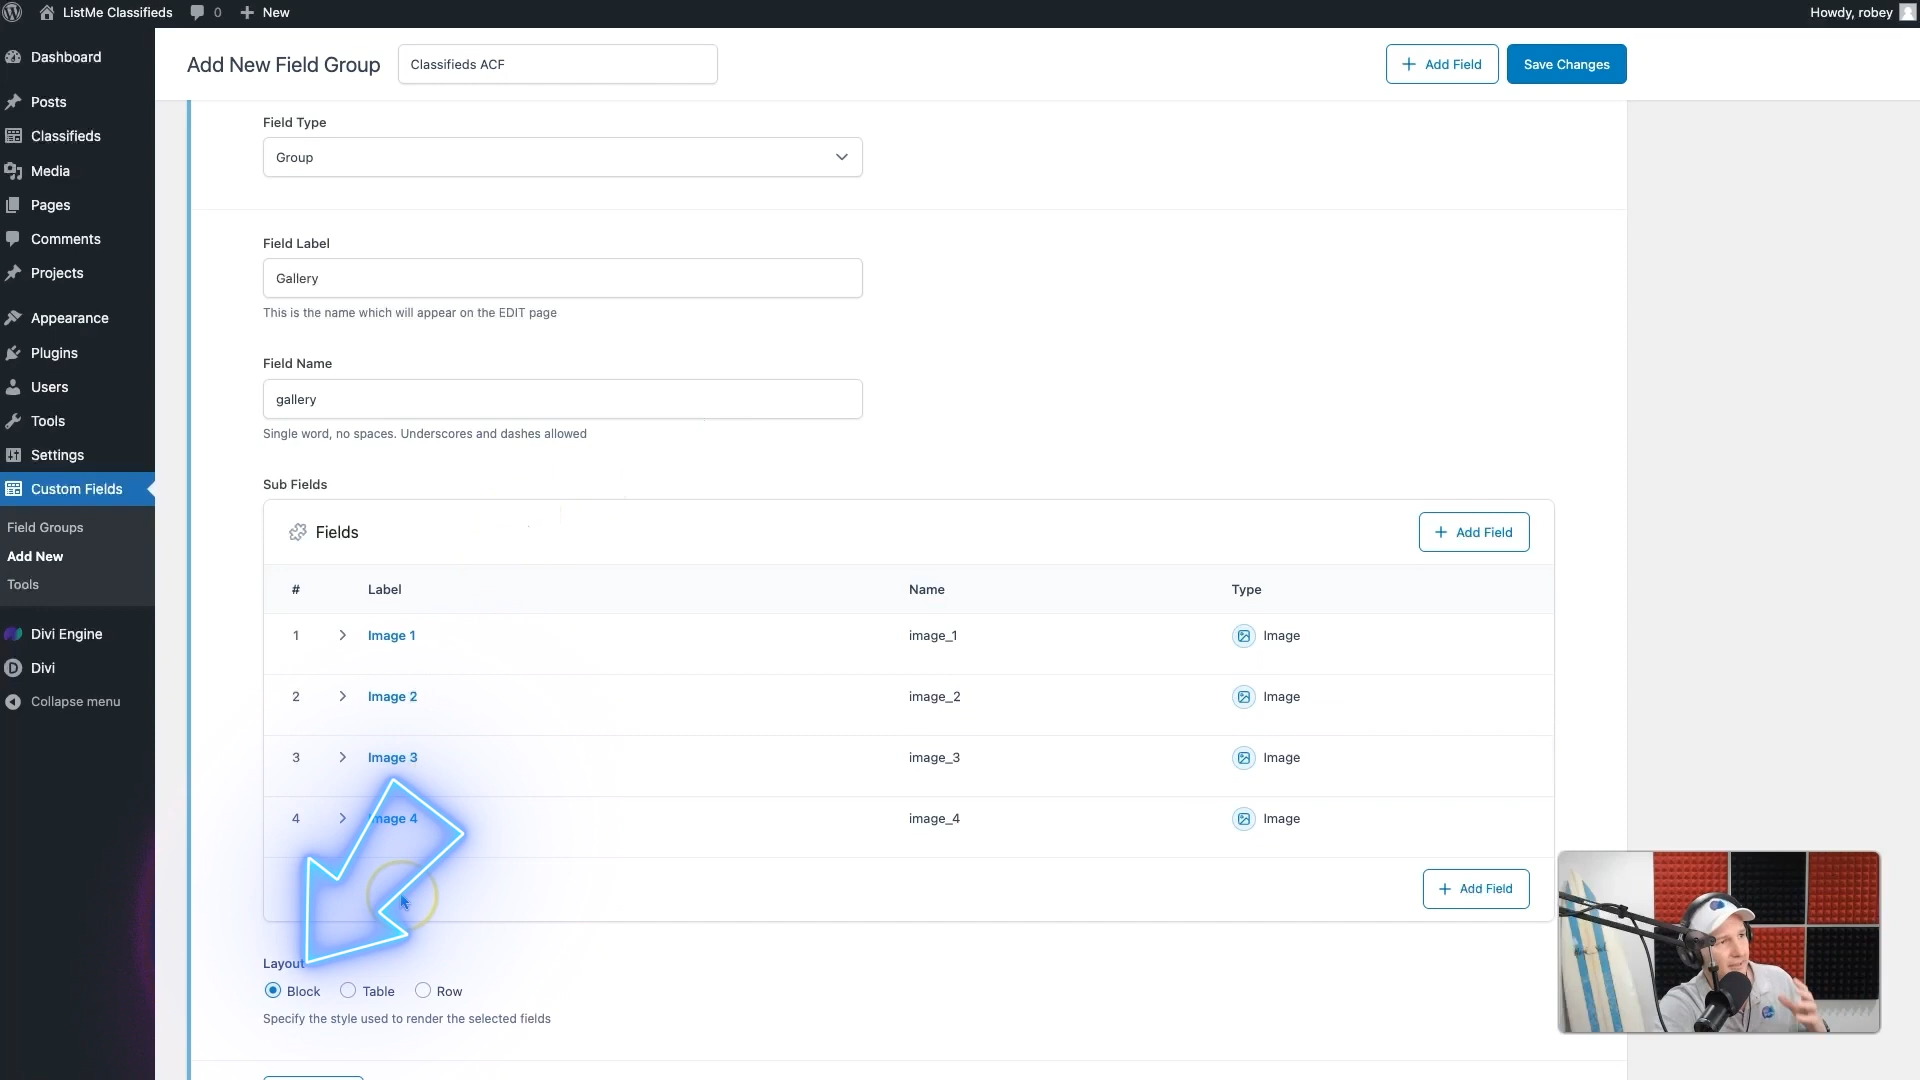 ListMe Classifieds 0 New Howdy, robey
Dashboard
Posts
Classifieds
Media
Pages
Comments
Projects
Appearance
Plugins
Users
Tools
Settings
Custom Fields
Field Groups
Add New
Tools
Divi Engine
D Divi
Collapse menu
Add New Field Group Classifieds ACF + Add Field Save Changes
Field Type
Group
Field Label
Gallery
This is the name which will appear on the EDIT page
Field Name
gallery
Single word, no spaces. Underscores and dashes allowed
Sub Fields
Fields + Add Field
# Label Name Type
1 Image 1 image_1 Image
2 Image 2 image_2 Image
3 Image 3 image_3 Image
4 Image 4 image_4 Image
+ Add Field
Layout
Block Table Row
Specify the style used to render the selected fields